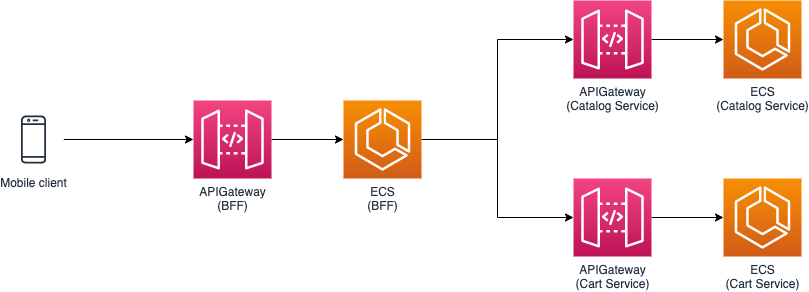 Mobile client
APIGateway
(BFF)
ECS
(BFF)
APIGateway
(Catalog Service)
ECS
(Catalog Service)
APIGateway
(Cart Service)
ECS
(Cart Service)